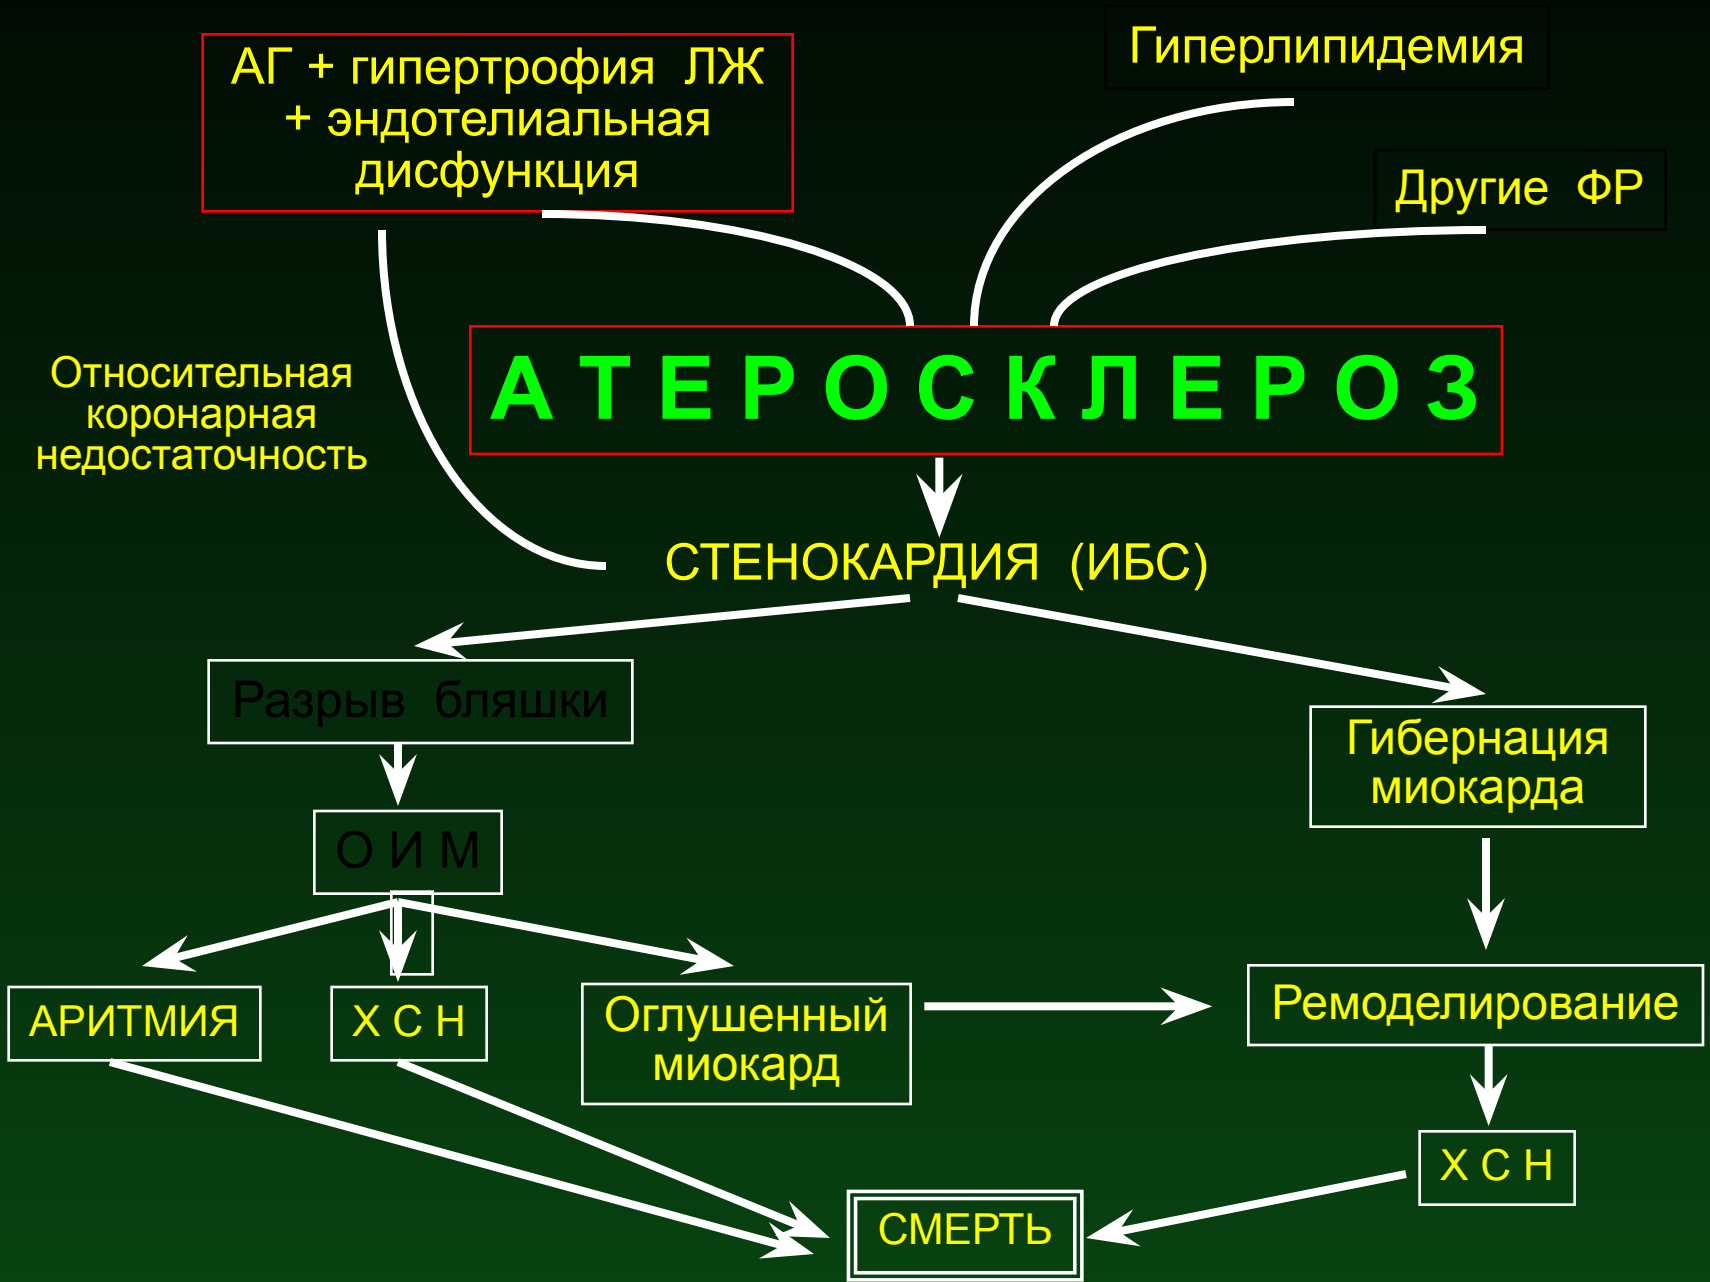 АГ + гипертрофия ЛЖ
+ эндотелиальная
дисфункция
Гиперлипидемия
Другие ФР
Относительная
коронарная
недостаточность
А Т Е Р О С К Л Е Р О З
СТЕНОКАРДИЯ (ИБС)
Разрыв бляшки
Гибернация
миокарда
О И М
АРИТМИЯ
Х С Н
Оглушенный
миокард
Ремоделирование
Х С Н
СМЕРТЬ